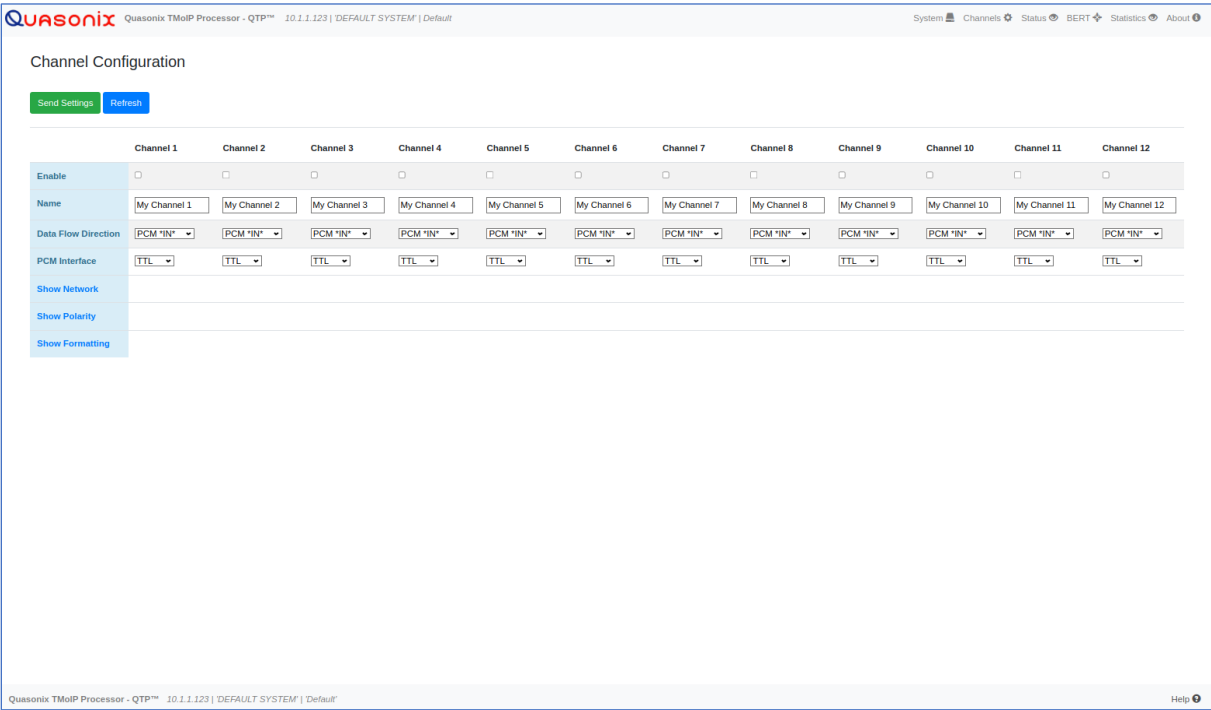 Quasonix Quasonix TMoIP Processor - QTP™ 10.1.1.123 | 'DEFAULT SYSTEM' | Default System Channels Status BERT Statistics About
Channel Configuration
Send Settings Refresh
Channel 1 Channel 2 Channel 3 Channel 4 Channel 5 Channel 6 Channel 7 Channel 8 Channel 9 Channel 10 Channel 11 Channel 12
Enable
Name My Channel 1 My Channel 2 My Channel 3 My Channel 4 My Channel 5 My Channel 6 My Channel 7 My Channel 8 My Channel 9 My Channel 10 My Channel 11 My Channel 12
Data Flow Direction PCM *IN* PCM *IN* PCM *IN* PCM *IN* PCM *IN* PCM *IN* PCM *IN* PCM *IN* PCM *IN* PCM *IN* PCM *IN* PCM *IN*
PCM Interface TTL TTL TTL TTL TTL TTL TTL TTL TTL TTL TTL TTL
Show Network
Show Polarity
Show Formatting
Quasonix TMoIP Processor - QTP™ 10.1.1.123 | 'DEFAULT SYSTEM' | 'Default' Help